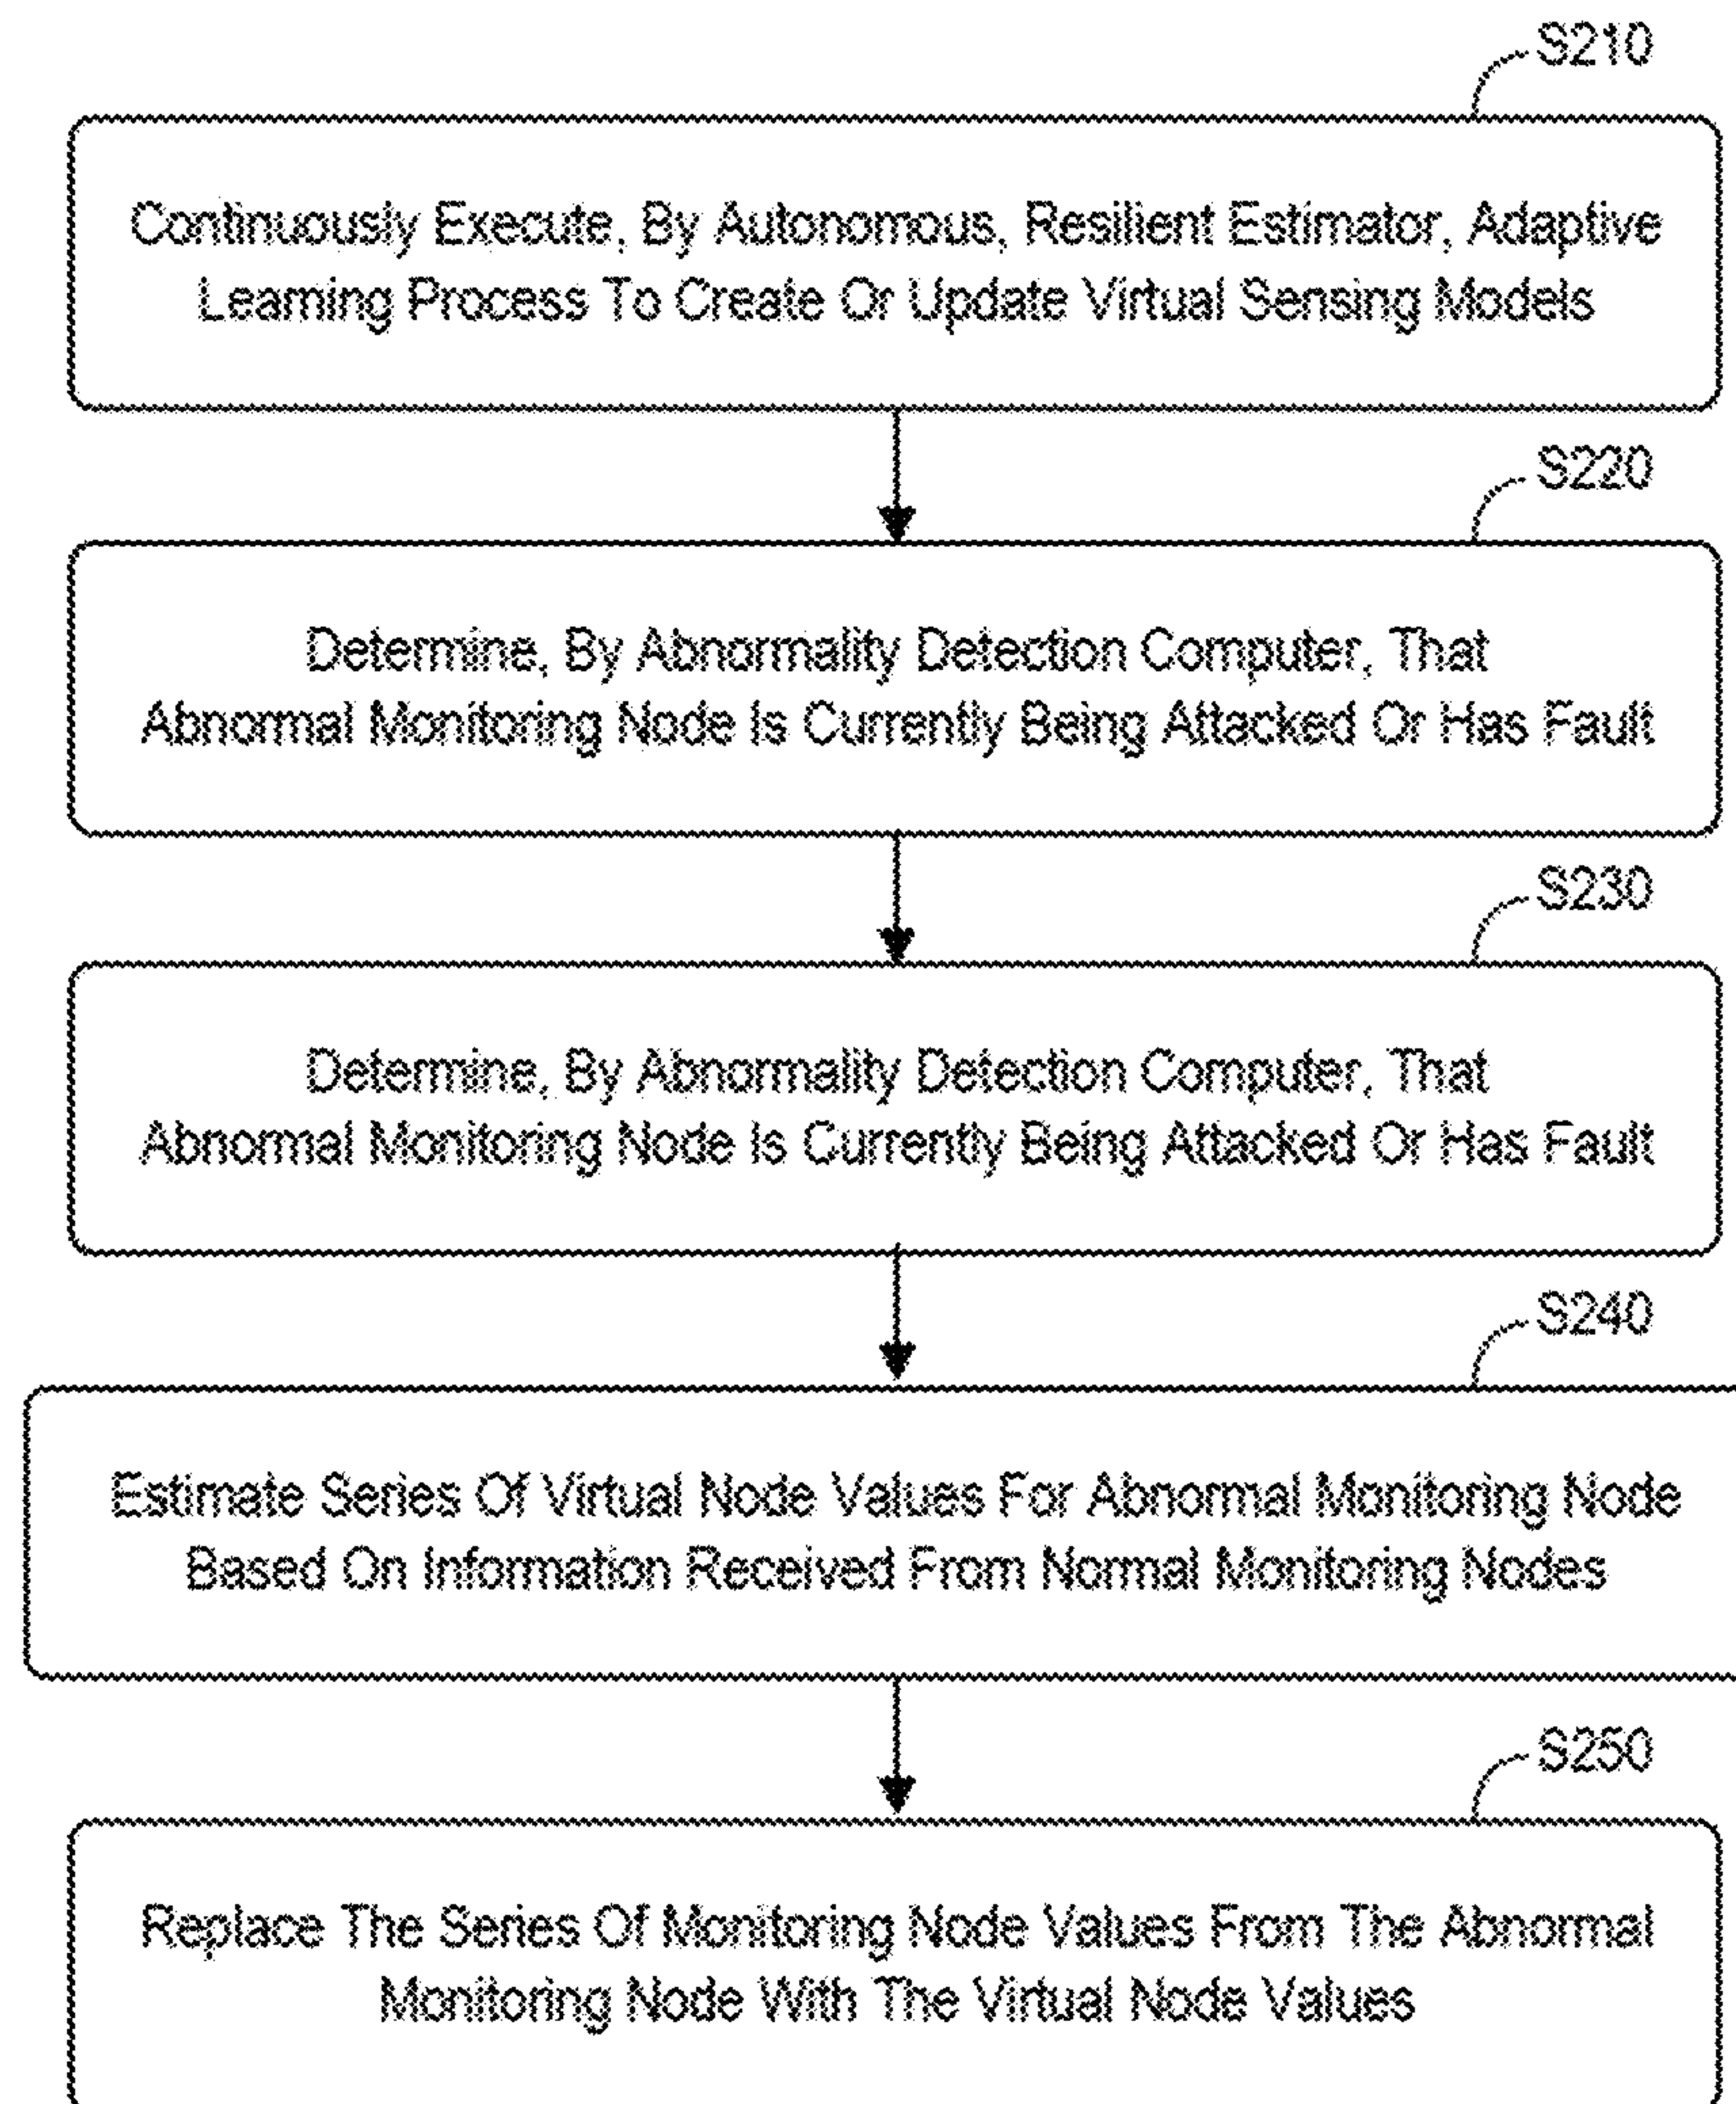 S210
Continuously Execute, By Autonomous, Resilient Estimator, Adaptive
Learning Process To Create Or Update Virtual Sensing Models
S220
Determine, By Abnormality Detection Computer, That
Abnormal Monitoring Node Is Currently Being Attacked Or Has Fault
S230
Determine, By Abnormality Detection Computer, That
Abnormal Monitoring Node Is Currently Being Attacked Or Has Fault
S240
Estimate Series Of Virtual Node Values For Abnormal Monitoring Node
Based On Information Received From Normal Monitoring Nodes
S250
Replace The Series Of Monitoring Node Values From The Abnormal
Monitoring Node With The Virtual Node Values